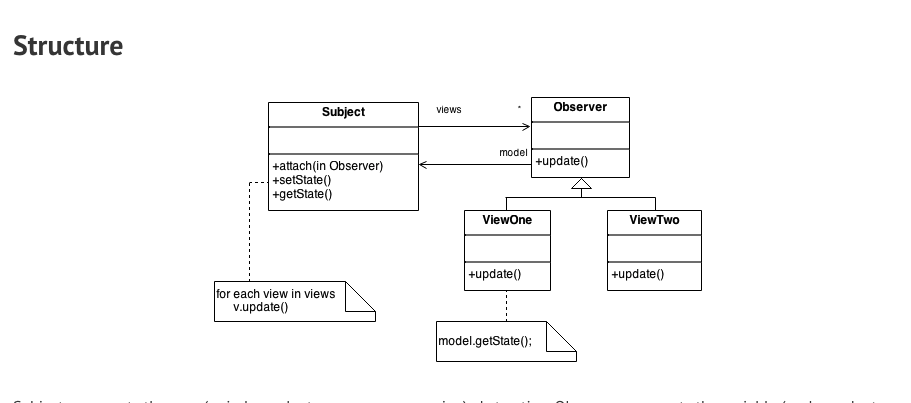 Structure
Subject
views
*
Observer
+attach(in Observer)
+setState()
+getState()
model
+update()
ViewOne
ViewTwo
+update()
+update()
for each view in views
v.update()
model.getState();